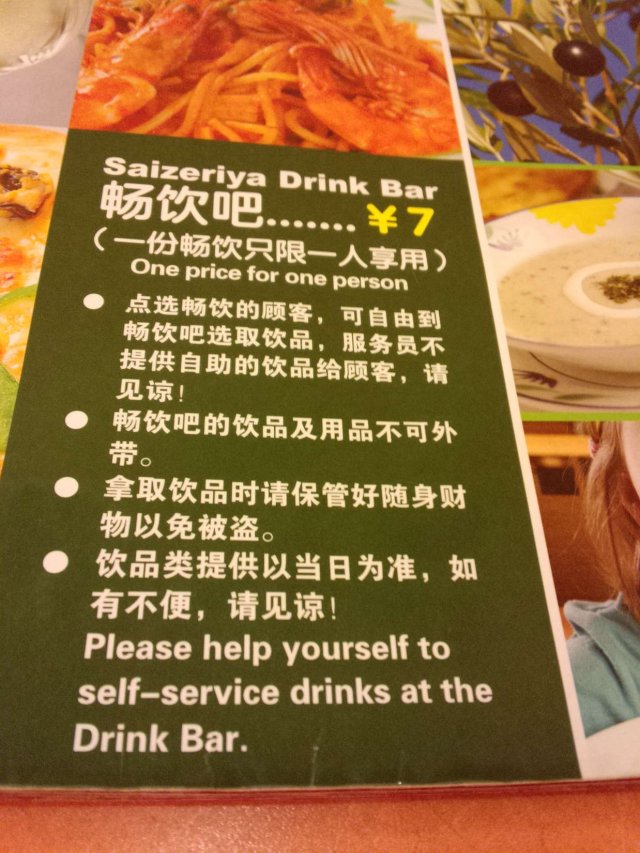 Saizeriya Drink Bar
畅饮吧....... ￥7
（一份畅饮只限一人享用）
One price for one person
● 点选畅饮的顾客，可自由到
畅饮吧选取饮品，服务员不
提供自助的饮品给顾客，请
见谅！
● 畅饮吧的饮品及用品不可外
带。
● 拿取饮品时请保管好随身财
物以免被盗。
● 饮品类提供以当日为准，如
有不便，请见谅！
Please help yourself to
self-service drinks at the
Drink Bar.